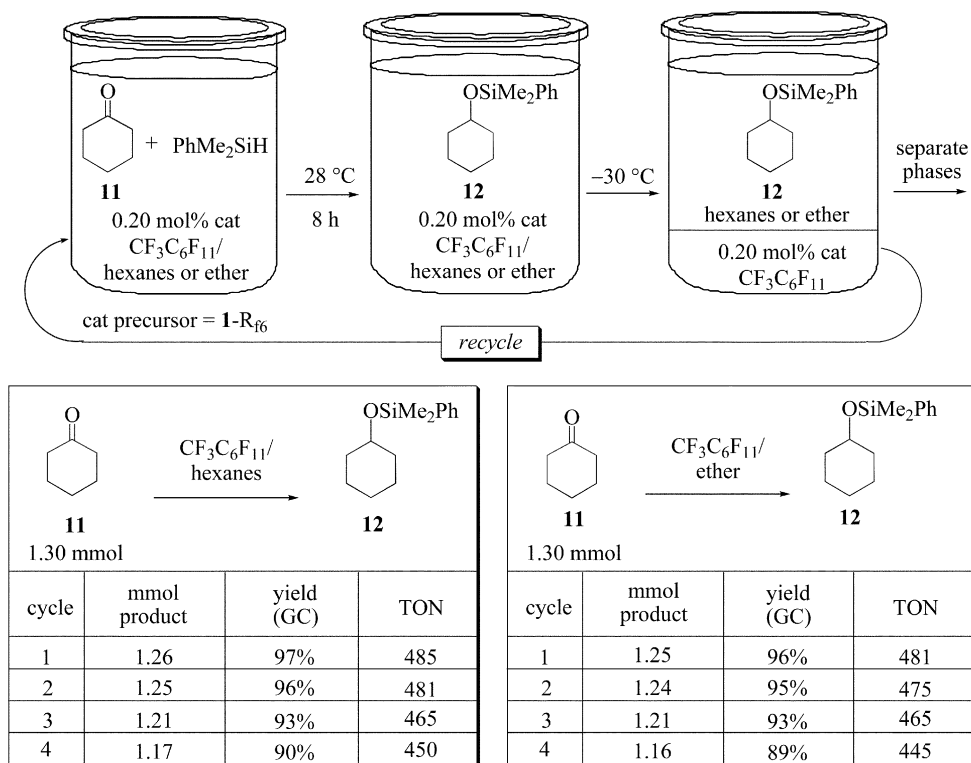 O
+ PhMe2SiH
11
0.20 mol% cat
CF3C6F11/
hexanes or ether
28 °C
8 h
OSiMe2Ph
12
0.20 mol% cat
CF3C6F11/
hexanes or ether
−30 °C
OSiMe2Ph
12
hexanes or ether
0.20 mol% cat
CF3C6F11
separate
phases
cat precursor = 1-Rf6
recycle
O
11
1.30 mmol
CF3C6F11/
hexanes
OSiMe2Ph
12
cycle mmol product yield (GC) TON
1 1.26 97% 485
2 1.25 96% 481
3 1.21 93% 465
4 1.17 90% 450
O
11
1.30 mmol
CF3C6F11/
ether
OSiMe2Ph
12
cycle mmol product yield (GC) TON
1 1.25 96% 481
2 1.24 95% 475
3 1.21 93% 465
4 1.16 89% 445